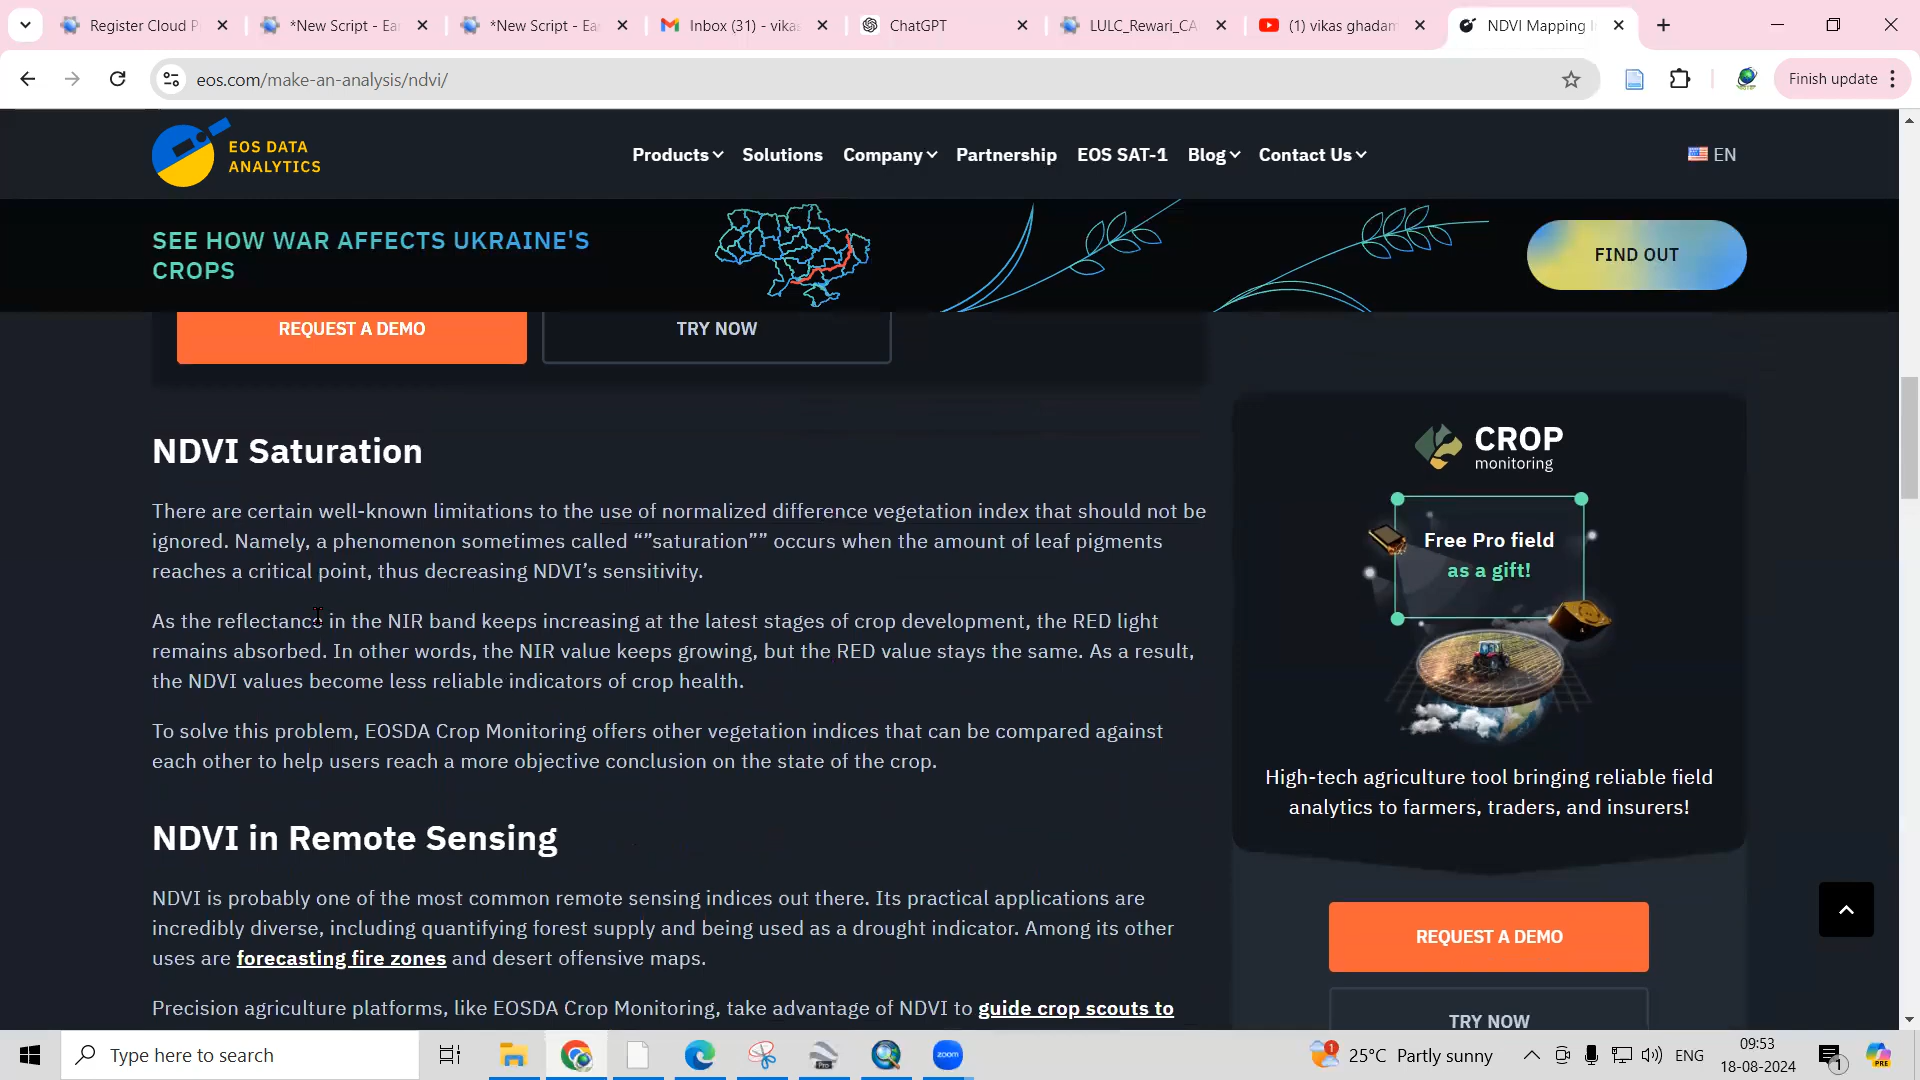 Register Cloud P
*New Script - Ea
*New Script - Ea
Inbox (31) - vikas
ChatGPT
LULC_Rewari_CA
(1) vikas ghadam
NDVI Mapping I
eos.com/make-an-analysis/ndvi/
Finish update
EOS DATA
ANALYTICS
Products
Solutions
Company
Partnership
EOS SAT-1
Blog
Contact Us
EN
SEE HOW WAR AFFECTS UKRAINE'S
CROPS
FIND OUT
REQUEST A DEMO
TRY NOW
NDVI Saturation
There are certain well-known limitations to the use of normalized difference vegetation index that should not be
ignored. Namely, a phenomenon sometimes called “”saturation”” occurs when the amount of leaf pigments
reaches a critical point, thus decreasing NDVI’s sensitivity.
As the reflectance in the NIR band keeps increasing at the latest stages of crop development, the RED light
remains absorbed. In other words, the NIR value keeps growing, but the RED value stays the same. As a result,
the NDVI values become less reliable indicators of crop health.
To solve this problem, EOSDA Crop Monitoring offers other vegetation indices that can be compared against
each other to help users reach a more objective conclusion on the state of the crop.
NDVI in Remote Sensing
NDVI is probably one of the most common remote sensing indices out there. Its practical applications are
incredibly diverse, including quantifying forest supply and being used as a drought indicator. Among its other
uses are forecasting fire zones and desert offensive maps.
Precision agriculture platforms, like EOSDA Crop Monitoring, take advantage of NDVI to guide crop scouts to
CROP
monitoring
Free Pro field
as a gift!
High-tech agriculture tool bringing reliable field
analytics to farmers, traders, and insurers!
REQUEST A DEMO
TRY NOW
Type here to search
Pro
zoom
1
25°C Partly sunny
ENG
09:53
18-08-2024
1
PRE